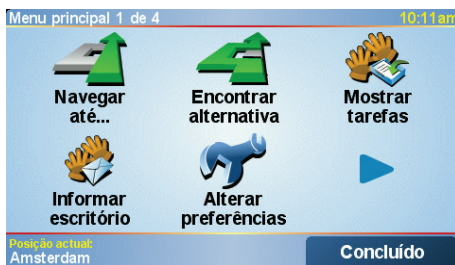 Menu principal 1 de 4
10:11am
Navegar
até...
Encontrar
alternativa
Mostrar
tarefas
Informar
escritório
Alterar
preferências
Posição actual:
Amsterdam
Concluído